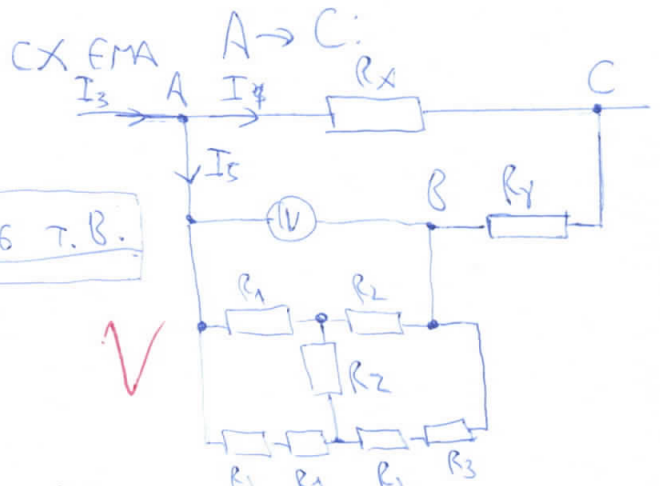 A → C:
СХЕМА
I₃ A I₄ Rx C
I₅
V B Ry
6 т.B.
R₁ R₂
R₂
R₁ R₁ R₁ R₃